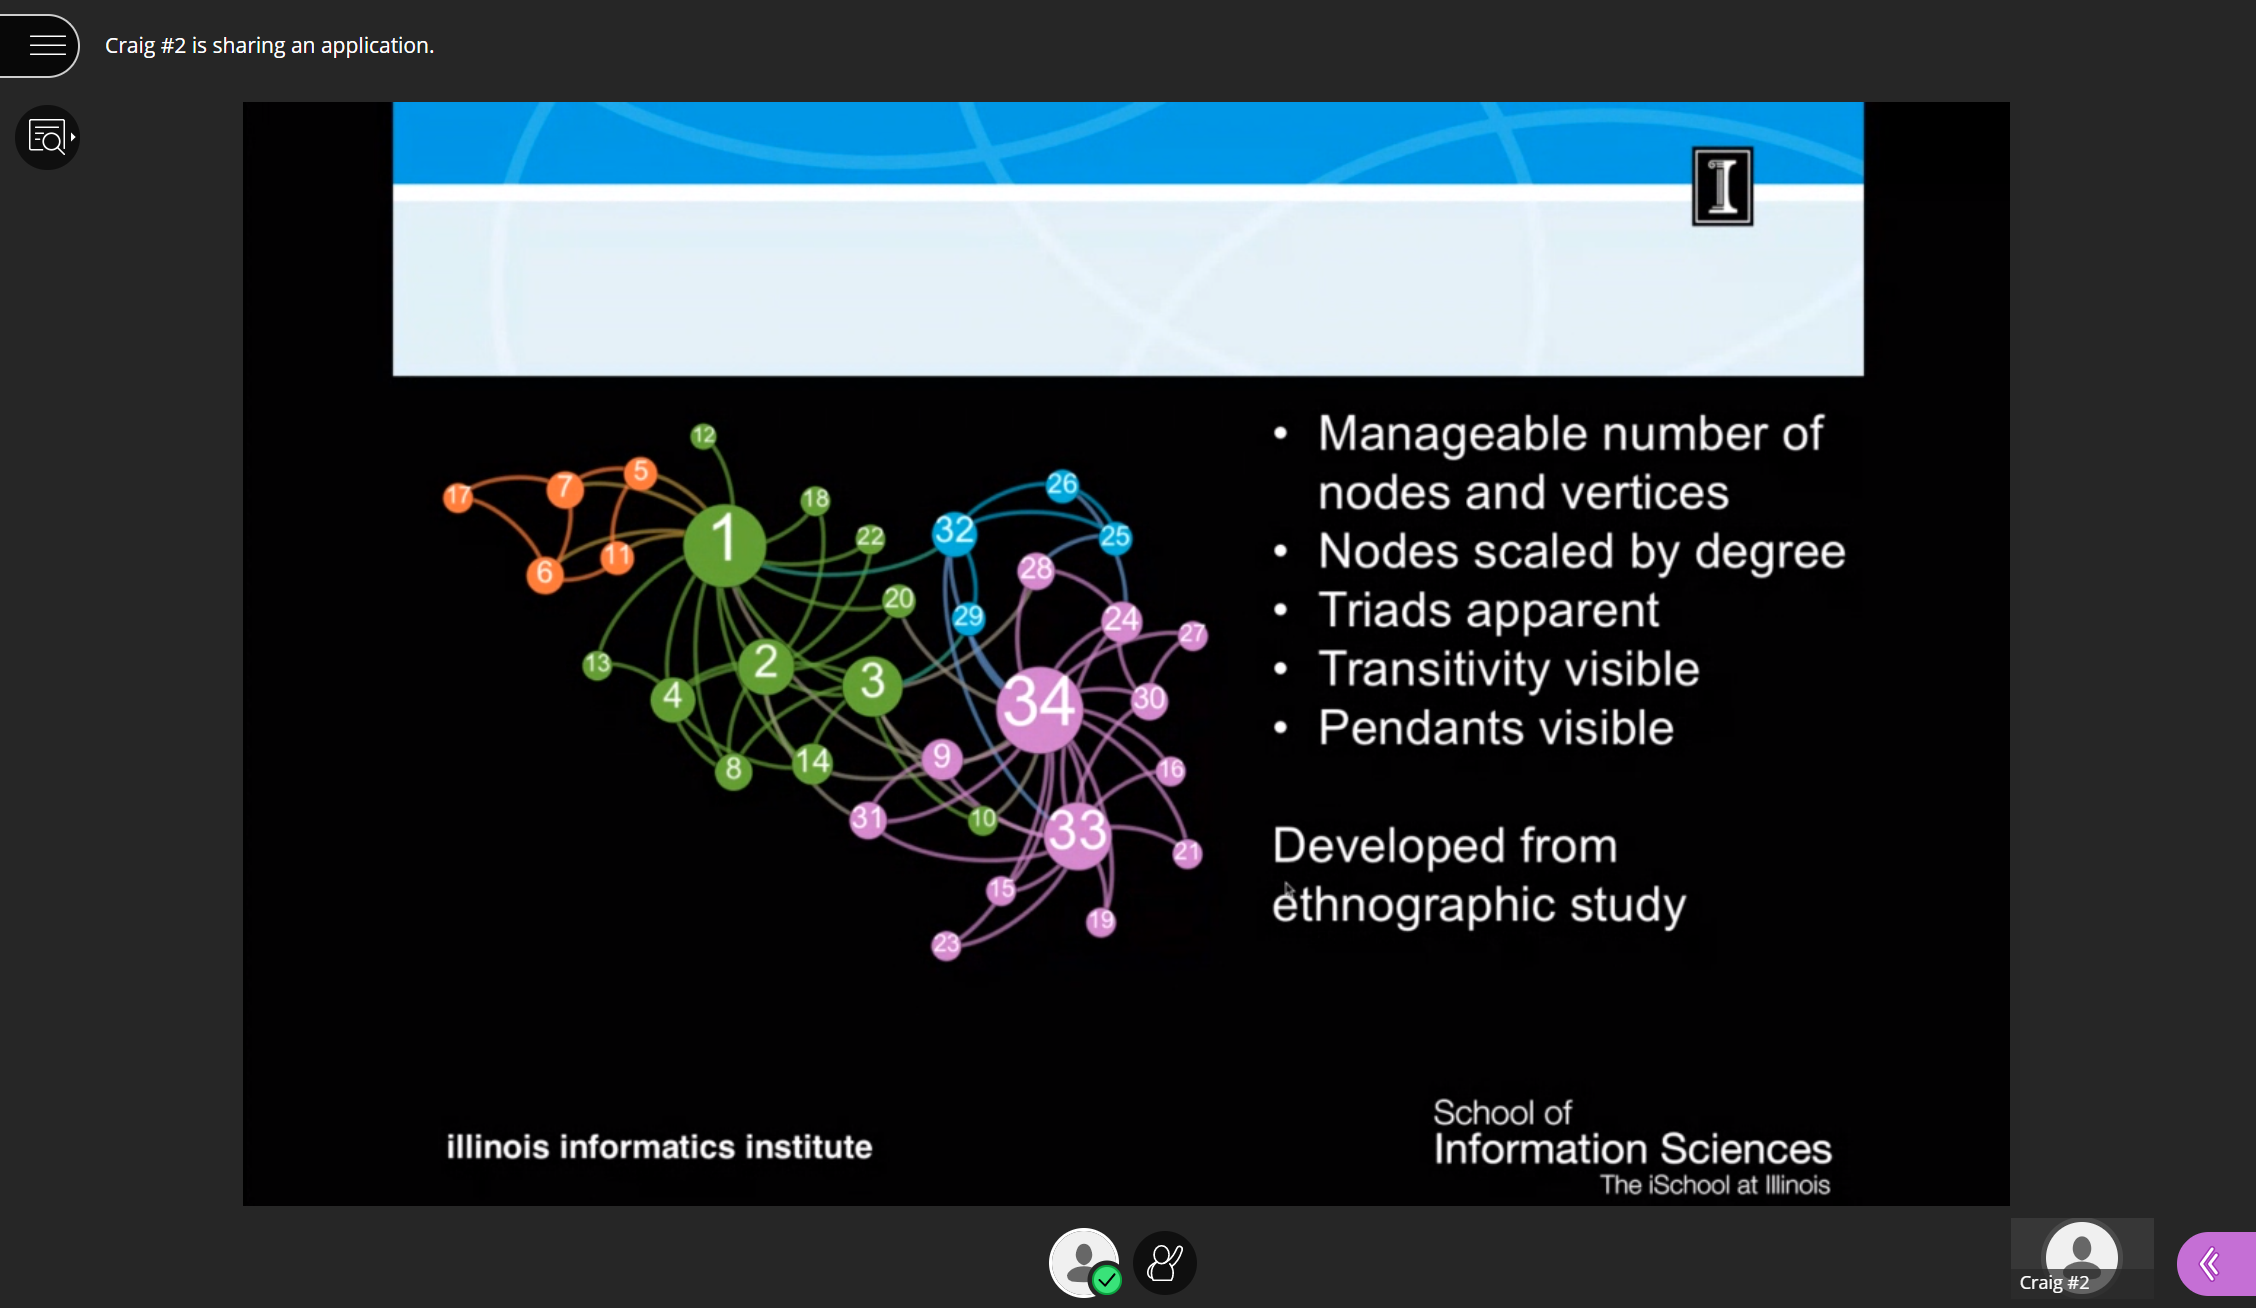 Craig #2 is sharing an application.
I
12
17
7
5
1
18
22
6
11
26
32
25
28
20
29
24
27
13
2
3
4
34
30
8
14
9
16
31
10
33
21
15
19
23
• Manageable number of
nodes and vertices
• Nodes scaled by degree
• Triads apparent
• Transitivity visible
• Pendants visible
Developed from
ethnographic study
illinois informatics institute
School of
Information Sciences
The iSchool at Illinois
Craig #2